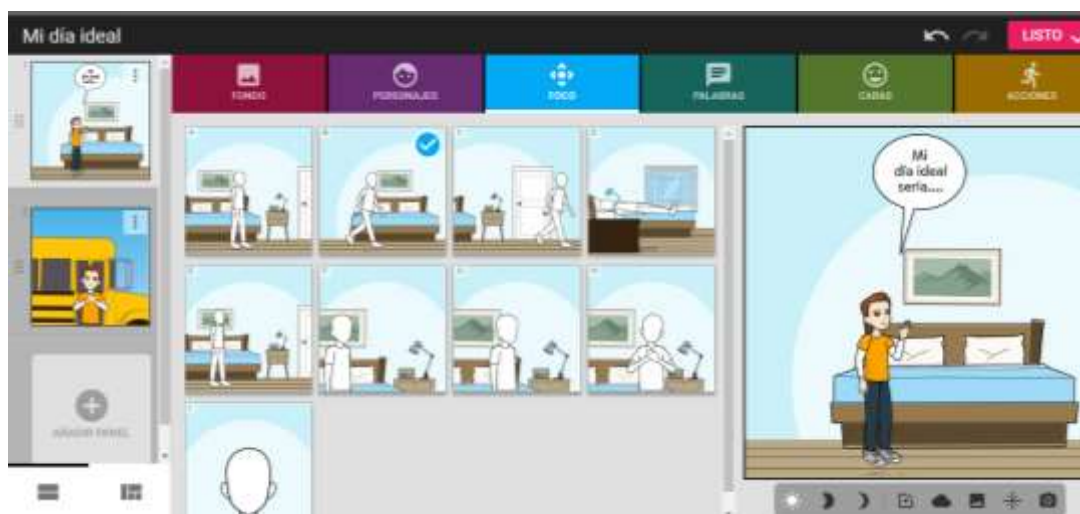 Mi día ideal
LISTO
FONDO
PERSONAJES
FOCO
PALABRAS
CARAS
ACCIONES
Mi
día ideal
sería....
AÑADIR PANEL